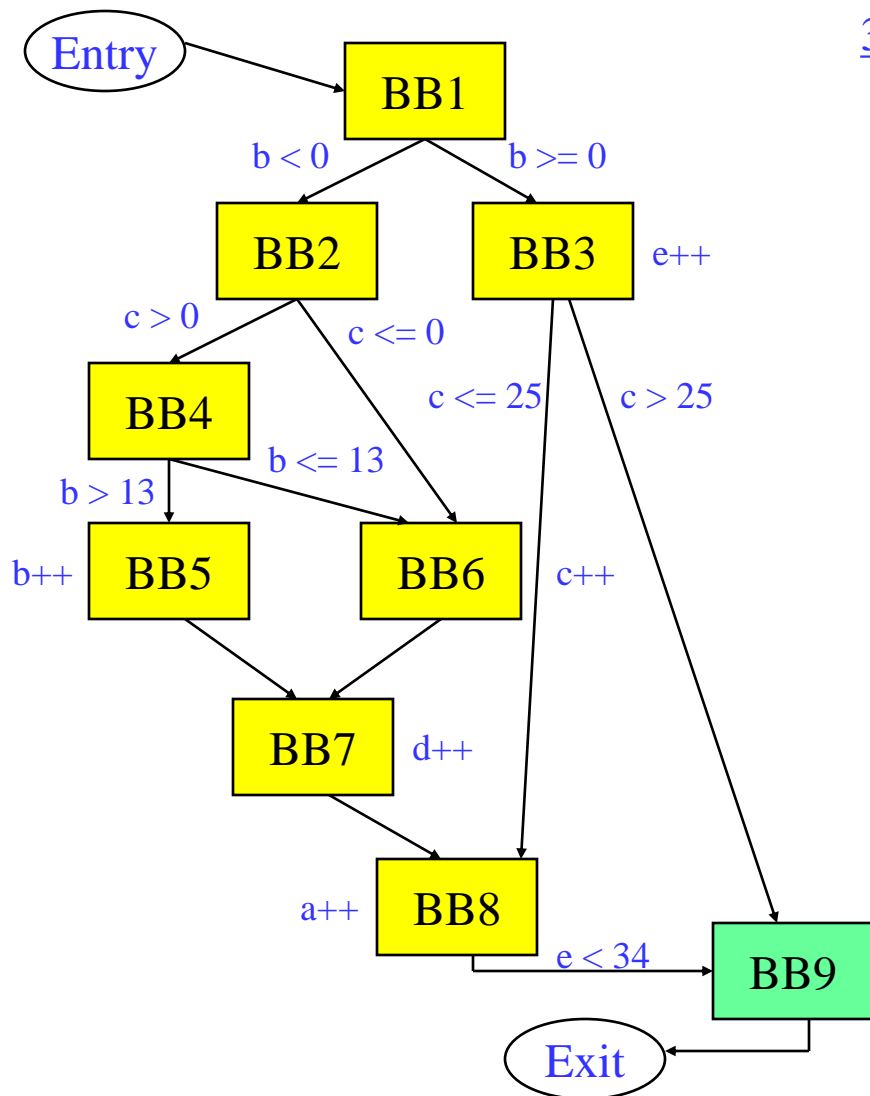 3
Entry
BB1
b < 0
b >= 0
BB2
BB3
e++
c > 0
c <= 0
c <= 25
c > 25
BB4
b <= 13
b > 13
b++
BB5
BB6
c++
BB7
d++
a++
BB8
e < 34
BB9
Exit